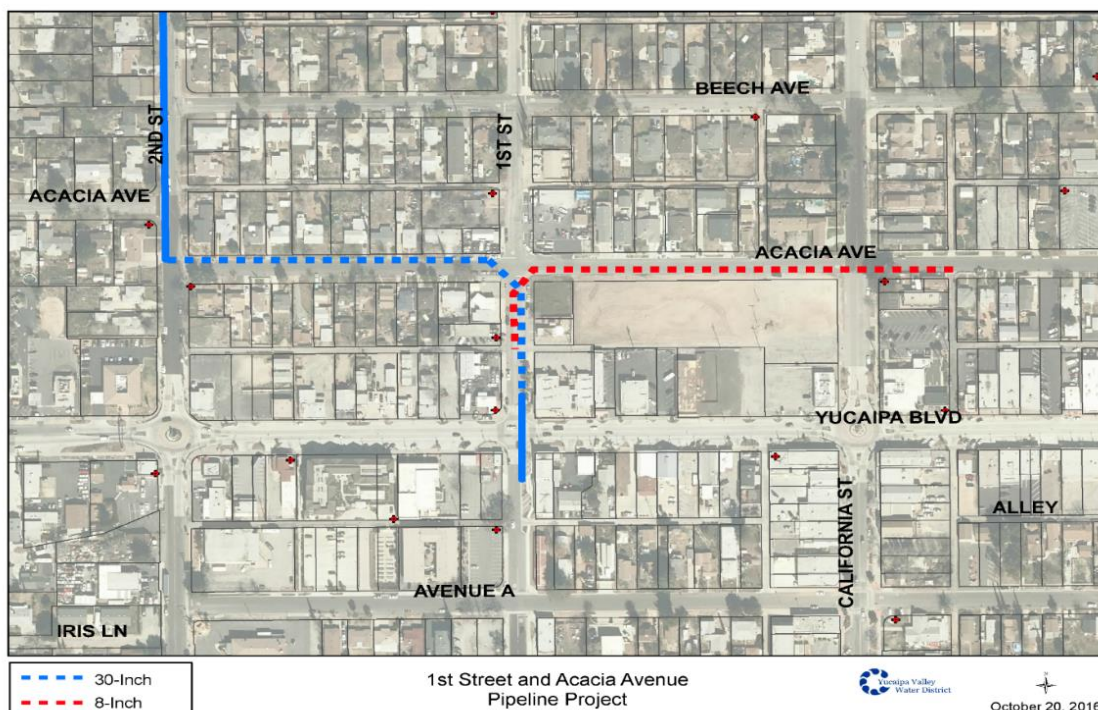 BEECH AVE
2ND ST
1ST ST
ACACIA AVE
ACACIA AVE
YUCAIPA BLVD
CALIFORNIA ST
ALLEY
AVENUE A
IRIS LN
30-Inch
8-Inch
1st Street and Acacia Avenue
Pipeline Project
Yucaipa Valley
Water District
October 20, 2016